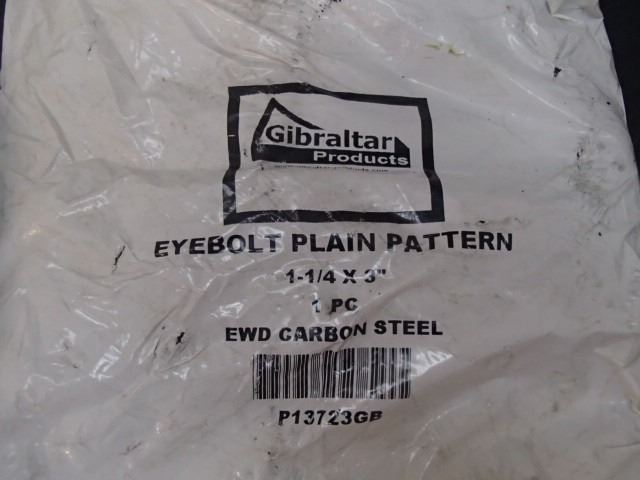 Gibraltar
Products
EYEBOLT PLAIN PATTERN
1-1/4 X 3"
1 PC
EWD CARBON STEEL
P13723GB